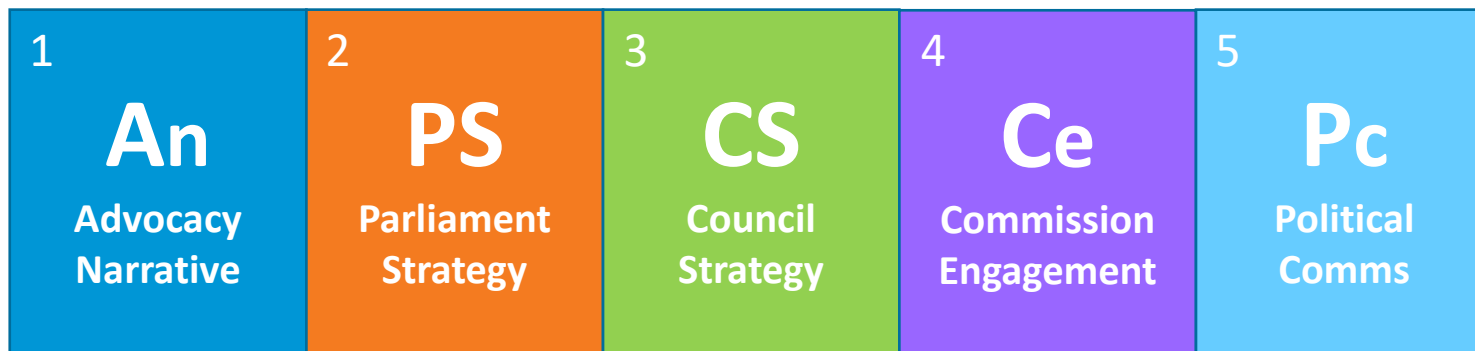 1
An
Advocacy
Narrative
2
PS
Parliament
Strategy
3
CS
Council
Strategy
4
Ce
Commission
Engagement
5
Pc
Political
Comms